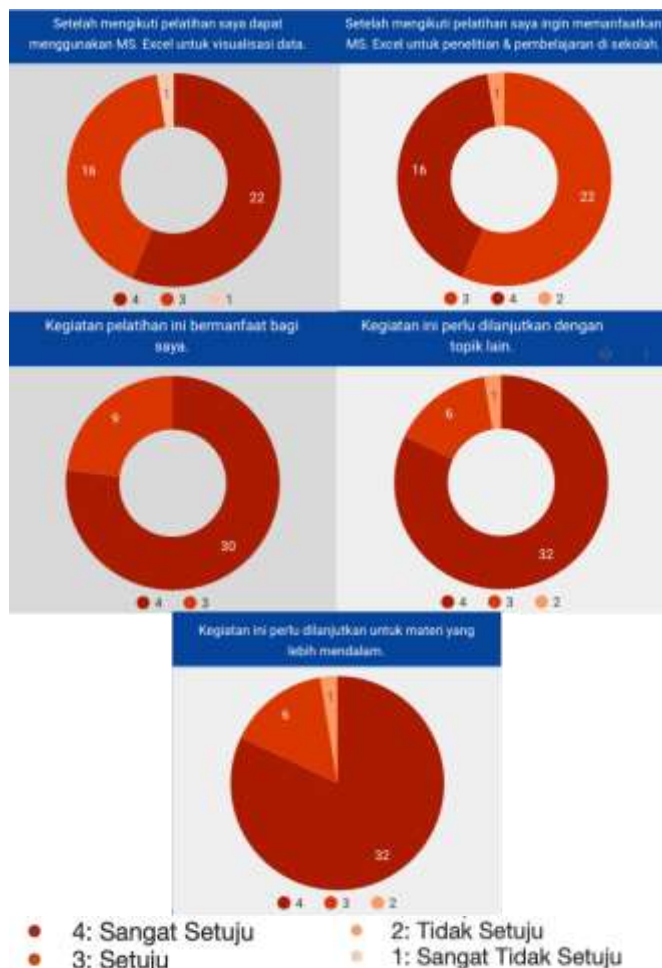 Setelah mengikuti pelatihan saya dapat
menggunakan MS. Excel untuk visualisasi data.
1
16
22
4 3 1
Setelah mengikuti pelatihan saya ingin memanfaatkan
MS. Excel untuk penelitian & pembelajaran di sekolah.
1
16
22
3 4 2
Kegiatan pelatihan ini bermanfaat bagi
saya.
9
30
4 3
Kegiatan ini perlu dilanjutkan dengan
topik lain.
1
6
32
4 3 2
Kegiatan ini perlu dilanjutkan untuk materi yang
lebih mendalam.
1
6
32
4 3 2
4: Sangat Setuju
3: Setuju
2: Tidak Setuju
1: Sangat Tidak Setuju